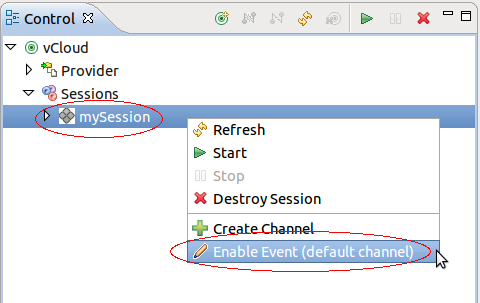 Control
vCloud
Provider
Sessions
mySession
Refresh
Start
Stop
Destroy Session
Create Channel
Enable Event (default channel)